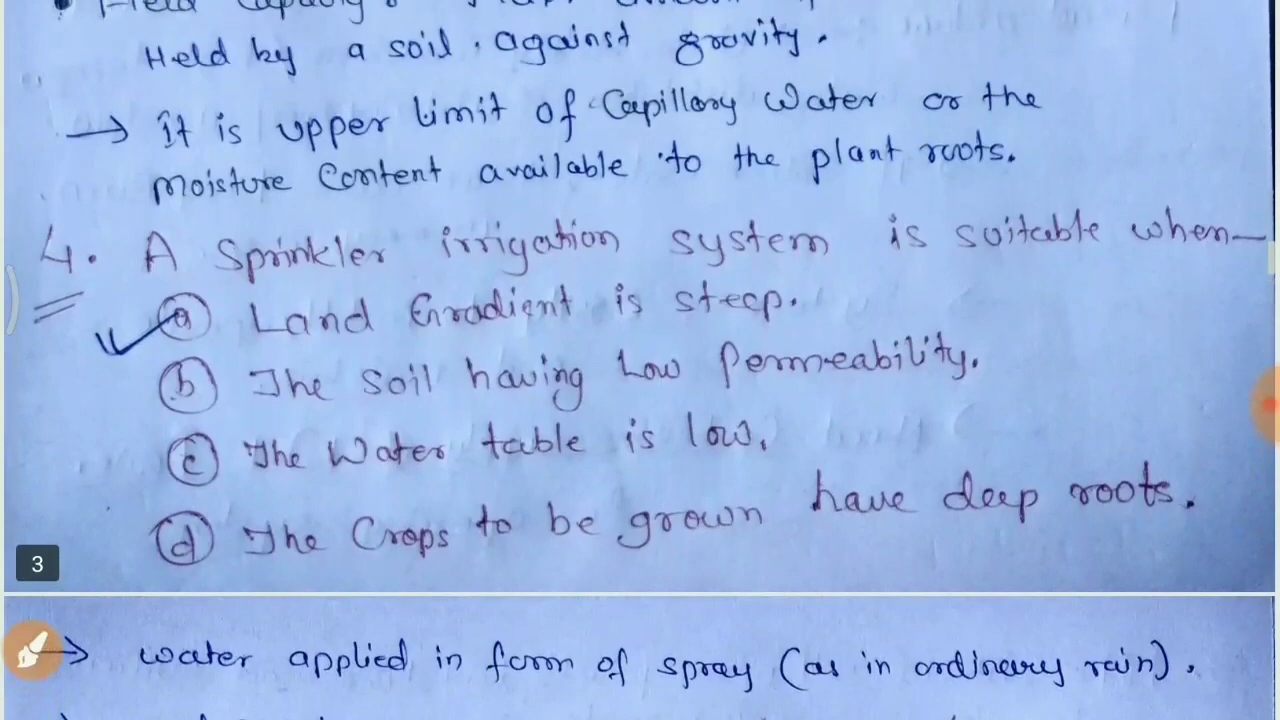 Field Capacity
Held by a soil. against gravity.
→ it is upper limit of Capillary Water or the
moisture Content available to the plant roots.
4. A Sprinkler irrigation system is suitable when—
(a) Land Gradient is steep.
(b) The soil having Low Permeability.
(c) The Water table is low.
(d) The Crops to be grown have deep roots.
3
→ water applied in form of spray (as in ordinary rain).